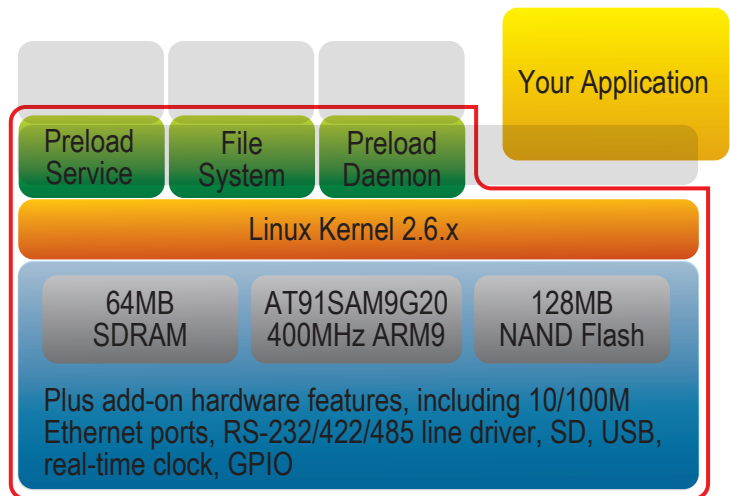 Your Application
Preload
Service
File
System
Preload
Daemon
Linux Kernel 2.6.x
64MB
SDRAM
AT91SAM9G20
400MHz ARM9
128MB
NAND Flash
Plus add-on hardware features, including 10/100M
Ethernet ports, RS-232/422/485 line driver, SD, USB,
real-time clock, GPIO